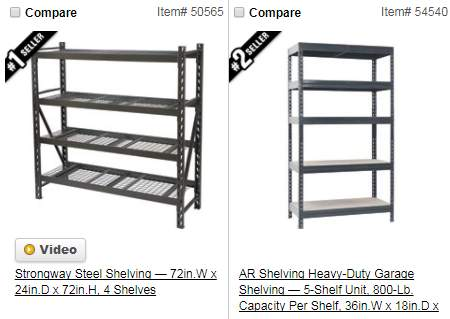 Compare
Item# 50565
Compare
Item# 54540
#1 SELLER
#2 SELLER
Video
Strongway Steel Shelving — 72in.W x
24in.D x 72in.H, 4 Shelves
AR Shelving Heavy-Duty Garage
Shelving — 5-Shelf Unit, 800-Lb.
Capacity Per Shelf, 36in.W x 18in.D x